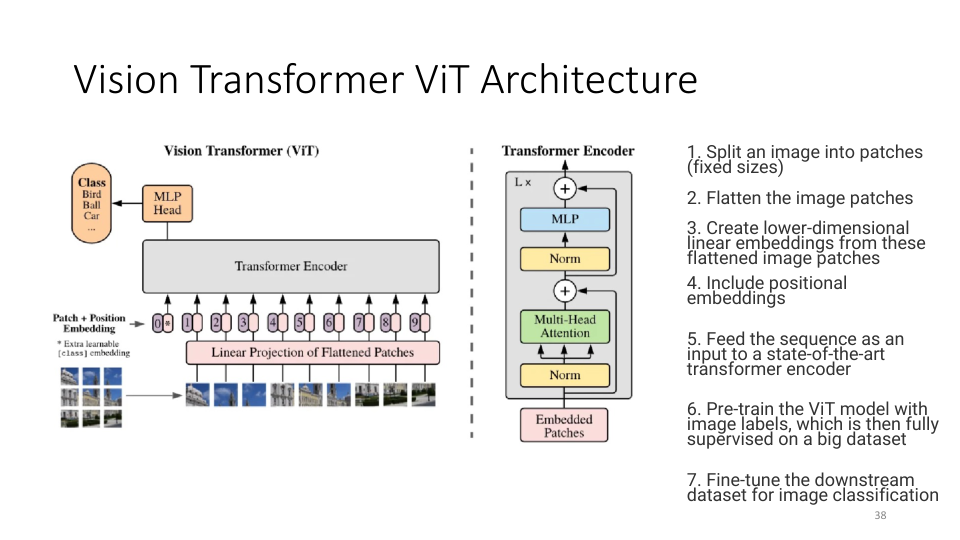 Vision Transformer ViT Architecture
Vision Transformer (ViT)
Class
Bird
Ball
Car
...
MLP
Head
Transformer Encoder
Patch + Position
Embedding
* Extra learnable
[class] embedding
0 *
1
2
3
4
5
6
7
8
9
Linear Projection of Flattened Patches
Transformer Encoder
L x
+
MLP
Norm
+
Multi-Head
Attention
Norm
Embedded
Patches
1. Split an image into patches
(fixed sizes)
2. Flatten the image patches
3. Create lower-dimensional
linear embeddings from these
flattened image patches
4. Include positional
embeddings
5. Feed the sequence as an
input to a state-of-the-art
transformer encoder
6. Pre-train the ViT model with
image labels, which is then fully
supervised on a big dataset
7. Fine-tune the downstream
dataset for image classification
38